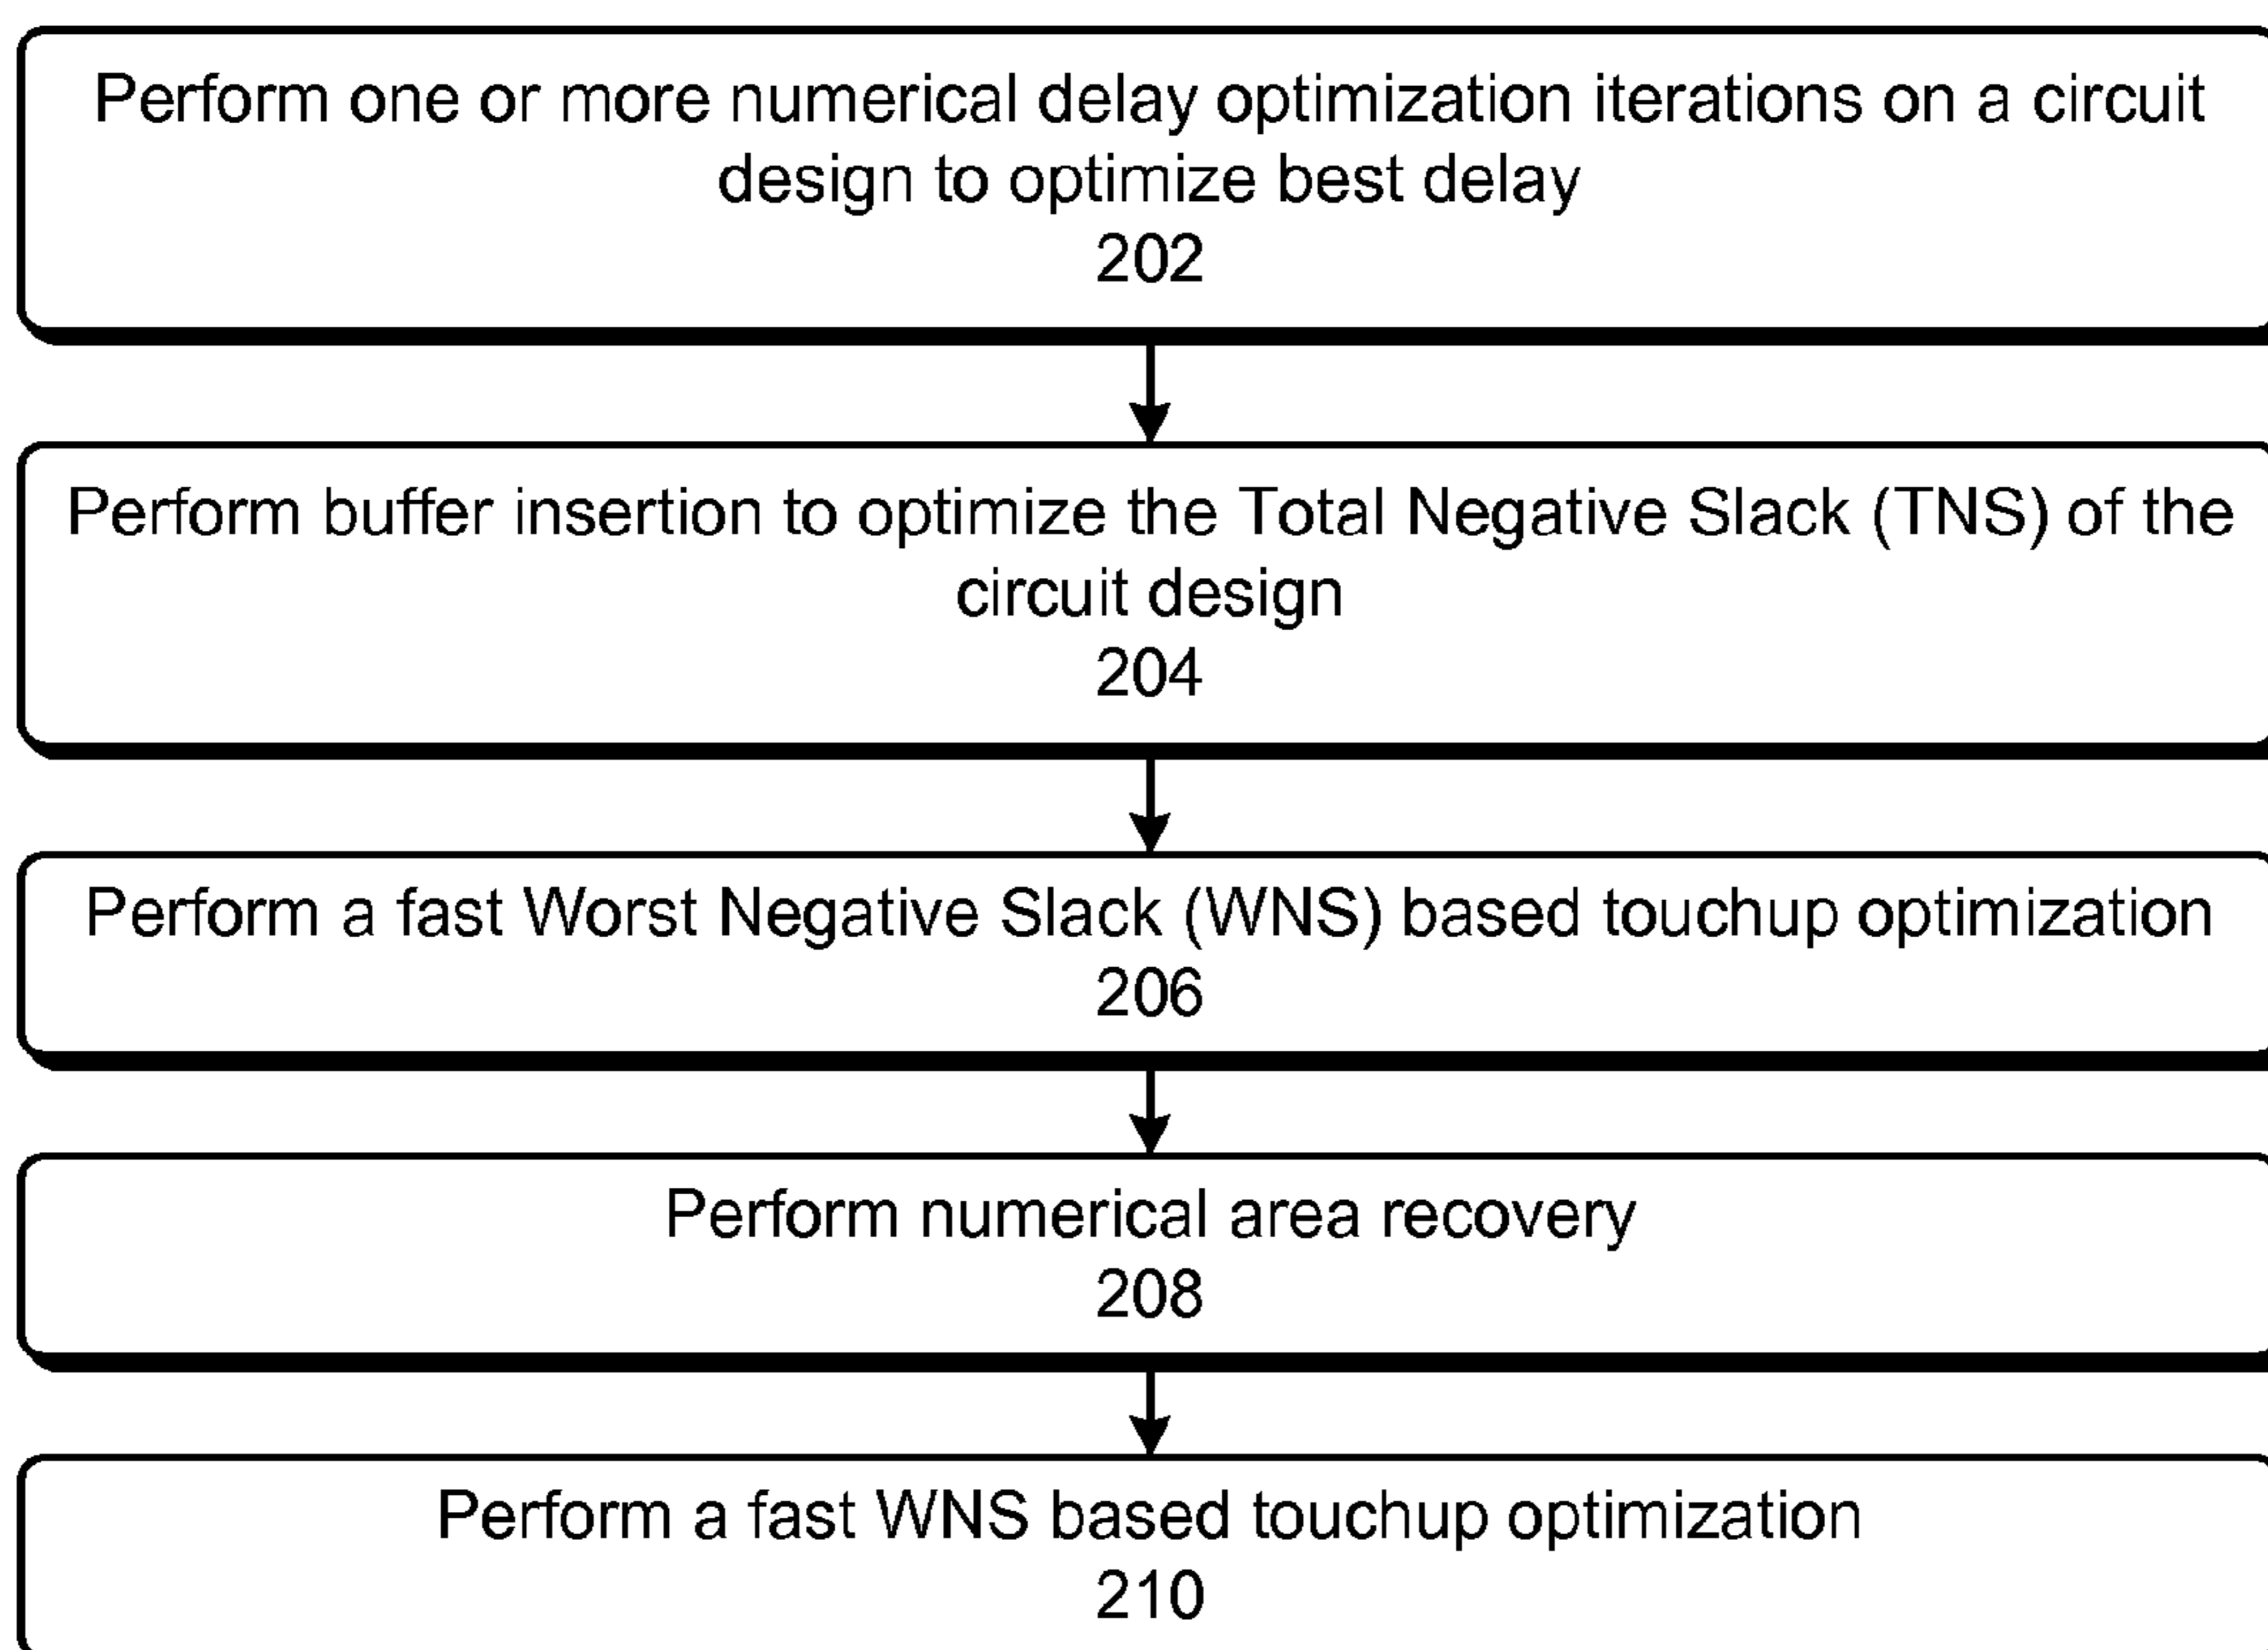 Perform one or more numerical delay optimization iterations on a circuit
design to optimize best delay
202
Perform buffer insertion to optimize the Total Negative Slack (TNS) of the
circuit design
204
Perform a fast Worst Negative Slack (WNS) based touchup optimization
206
Perform numerical area recovery
208
Perform a fast WNS based touchup optimization
210